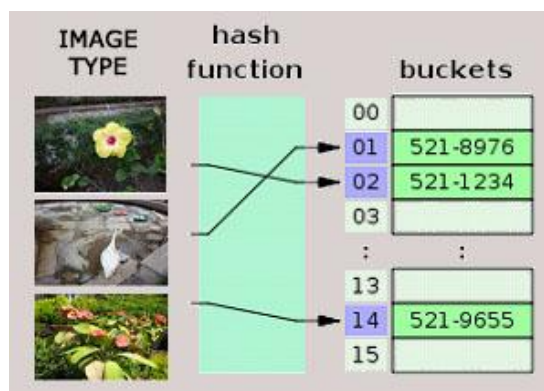 IMAGE
TYPE
hash
function
buckets
00
01 521-8976
02 521-1234
03
: :
13
14 521-9655
15